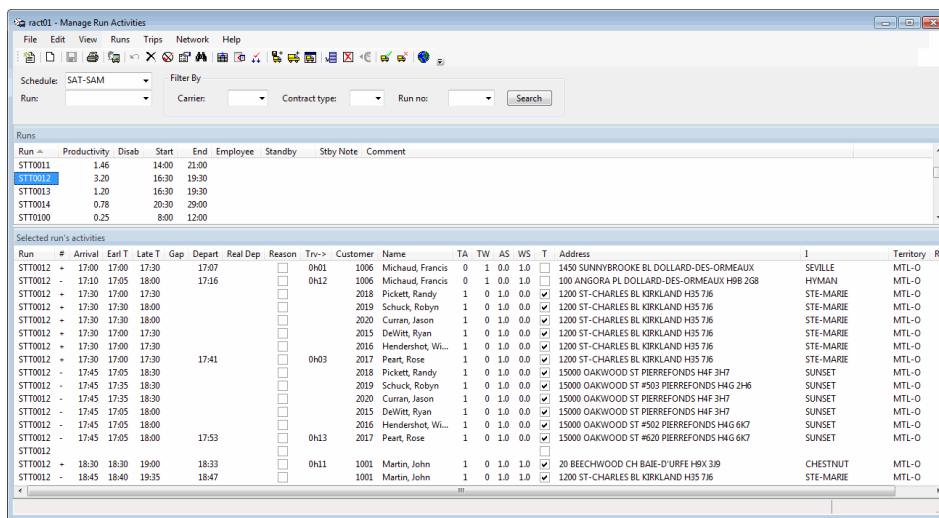 ract01 - Manage Run Activities
File Edit View Runs Trips Network Help
Schedule: SAT-SAM Filter By
Run: Carrier: Contract type: Run no: Search
Runs
Run Productivity Disab Start End Employee Standby Stby Note Comment
STT0011 1.46 14:00 21:00
STT0012 3.20 16:30 19:30
STT0013 1.20 16:30 19:30
STT0014 0.78 20:30 29:00
STT0100 0.25 8:00 12:00
Selected run's activities
Run # Arrival Earl T Late T Gap Depart Real Dep Reason Trv-> Customer Name TA TW AS WS T Address I Territory R
STT0012 + 17:00 17:00 17:30 17:07 0h01 1006 Michaud, Francis 0 1 0.0 1.0 1450 SUNNYBROOKE BL DOLLARD-DES-ORMEAUX SEVILLE MTL-O
STT0012 - 17:10 17:05 18:00 17:16 0h12 1006 Michaud, Francis 0 1 0.0 1.0 100 ANGORA PL DOLLARD-DES-ORMEAUX H9B 2G8 HYMAN MTL-O
STT0012 + 17:30 17:00 17:30 2018 Pickett, Randy 1 0 1.0 0.0 1200 ST-CHARLES BL KIRKLAND H35 7J6 STE-MARIE MTL-O
STT0012 + 17:30 17:30 18:00 2019 Schuck, Robyn 1 0 1.0 0.0 1200 ST-CHARLES BL KIRKLAND H35 7J6 STE-MARIE MTL-O
STT0012 + 17:30 17:30 18:00 2020 Curran, Jason 1 0 1.0 0.0 1200 ST-CHARLES BL KIRKLAND H35 7J6 STE-MARIE MTL-O
STT0012 + 17:30 17:00 17:30 2015 DeWitt, Ryan 1 0 1.0 0.0 1200 ST-CHARLES BL KIRKLAND H35 7J6 STE-MARIE MTL-O
STT0012 + 17:30 17:00 17:30 2016 Hendershot, Wi... 1 0 1.0 0.0 1200 ST-CHARLES BL KIRKLAND H35 7J6 STE-MARIE MTL-O
STT0012 + 17:30 17:00 17:30 17:41 0h03 2017 Peart, Rose 1 0 1.0 0.0 1200 ST-CHARLES BL KIRKLAND H35 7J6 STE-MARIE MTL-O
STT0012 - 17:45 17:05 18:30 2018 Pickett, Randy 1 0 1.0 0.0 15000 OAKWOOD ST PIERREFONDS H4F 3H7 SUNSET MTL-O
STT0012 - 17:45 17:35 18:30 2019 Schuck, Robyn 1 0 1.0 0.0 15000 OAKWOOD ST #503 PIERREFONDS H4G 2H6 SUNSET MTL-O
STT0012 - 17:45 17:35 18:30 2020 Curran, Jason 1 0 1.0 0.0 15000 OAKWOOD ST PIERREFONDS H4F 3H7 SUNSET MTL-O
STT0012 - 17:45 17:05 18:00 2015 DeWitt, Ryan 1 0 1.0 0.0 15000 OAKWOOD ST PIERREFONDS H4F 3H7 SUNSET MTL-O
STT0012 - 17:45 17:05 18:00 2016 Hendershot, Wi... 1 0 1.0 0.0 15000 OAKWOOD ST #502 PIERREFONDS H4G 6K7 SUNSET MTL-O
STT0012 - 17:45 17:05 18:00 17:53 0h13 2017 Peart, Rose 1 0 1.0 0.0 15000 OAKWOOD ST #620 PIERREFONDS H4G 6K7 SUNSET MTL-O
STT0012
STT0012 + 18:30 18:30 19:00 18:33 0h11 1001 Martin, John 1 0 1.0 1.0 20 BEECHWOOD CH BAIE-D'URFE H9X 3J9 CHESTNUT MTL-O
STT0012 - 18:45 18:40 19:35 18:47 1001 Martin, John 1 0 1.0 1.0 1200 ST-CHARLES BL KIRKLAND H35 7J6 STE-MARIE MTL-O